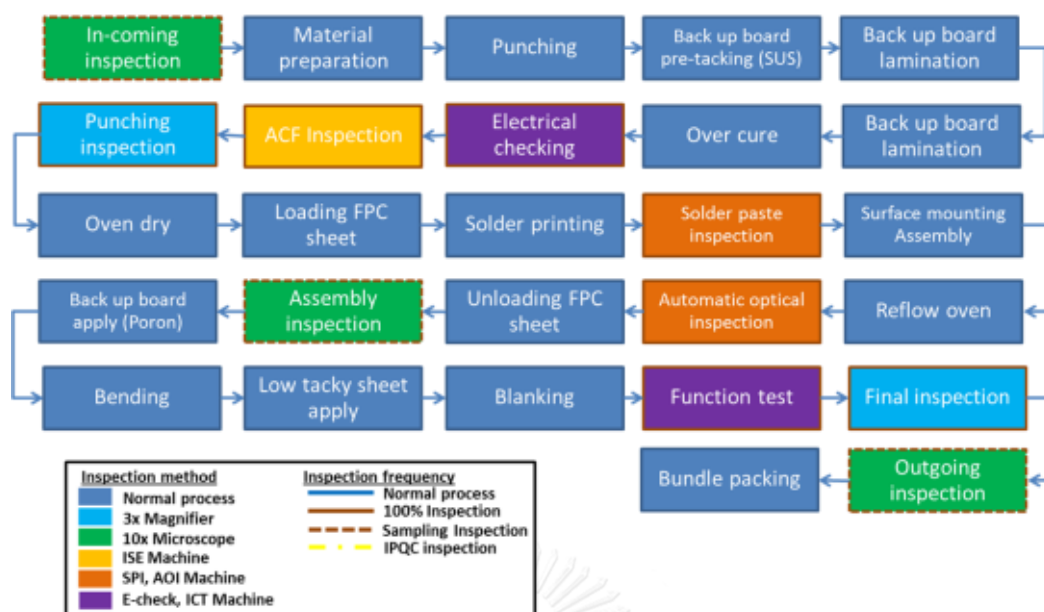 In-coming
inspection
Material
preparation
Punching
Back up board
pre-tacking (SUS)
Back up board
lamination
Punching
inspection
ACF Inspection
Electrical
checking
Over cure
Back up board
lamination
Oven dry
Loading FPC
sheet
Solder printing
Solder paste
inspection
Surface mounting
Assembly
Back up board
apply (Poron)
Assembly
inspection
Unloading FPC
sheet
Automatic optical
inspection
Reflow oven
Bending
Low tacky sheet
apply
Blanking
Function test
Final inspection
Bundle packing
Outgoing
inspection
Inspection method
Normal process
3x Magnifier
10x Microscope
ISE Machine
SPI, AOI Machine
E-check, ICT Machine
Inspection frequency
Normal process
100% Inspection
Sampling Inspection
IPQC inspection